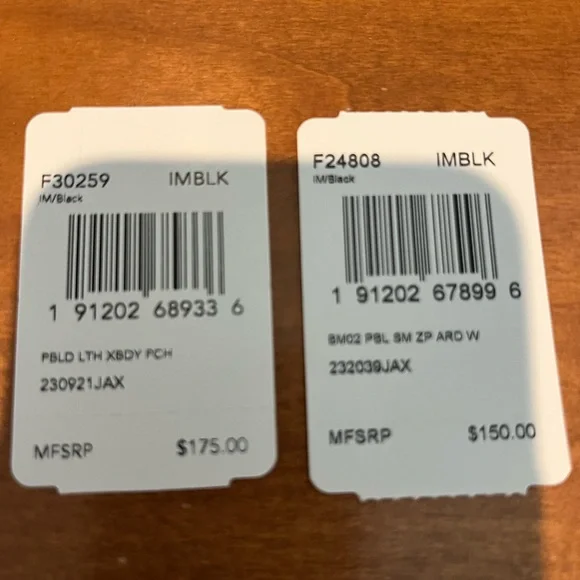 F30259 IMBLK
IM/Black
1 91202 68933 6
PBLD LTH XBDY PCH
230921JAX
MFSRP $175.00
F24808 IMBLK
IM/Black
1 91202 67899 6
BM02 PBL SM ZP ARD W
232039JAX
MFSRP $150.00